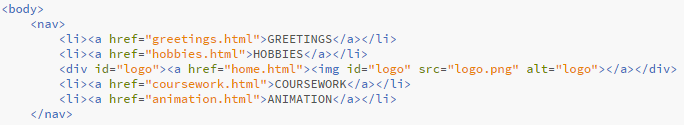 <body>
<nav>
<li><a href="greetings.html">GREETINGS</a></li>
<li><a href="hobbies.html">HOBBIES</a></li>
<div id="logo"><a href="home.html"><img id="logo" src="logo.png" alt="logo"></a></div>
<li><a href="coursework.html">COURSEWORK</a></li>
<li><a href="animation.html">ANIMATION</a></li>
</nav>